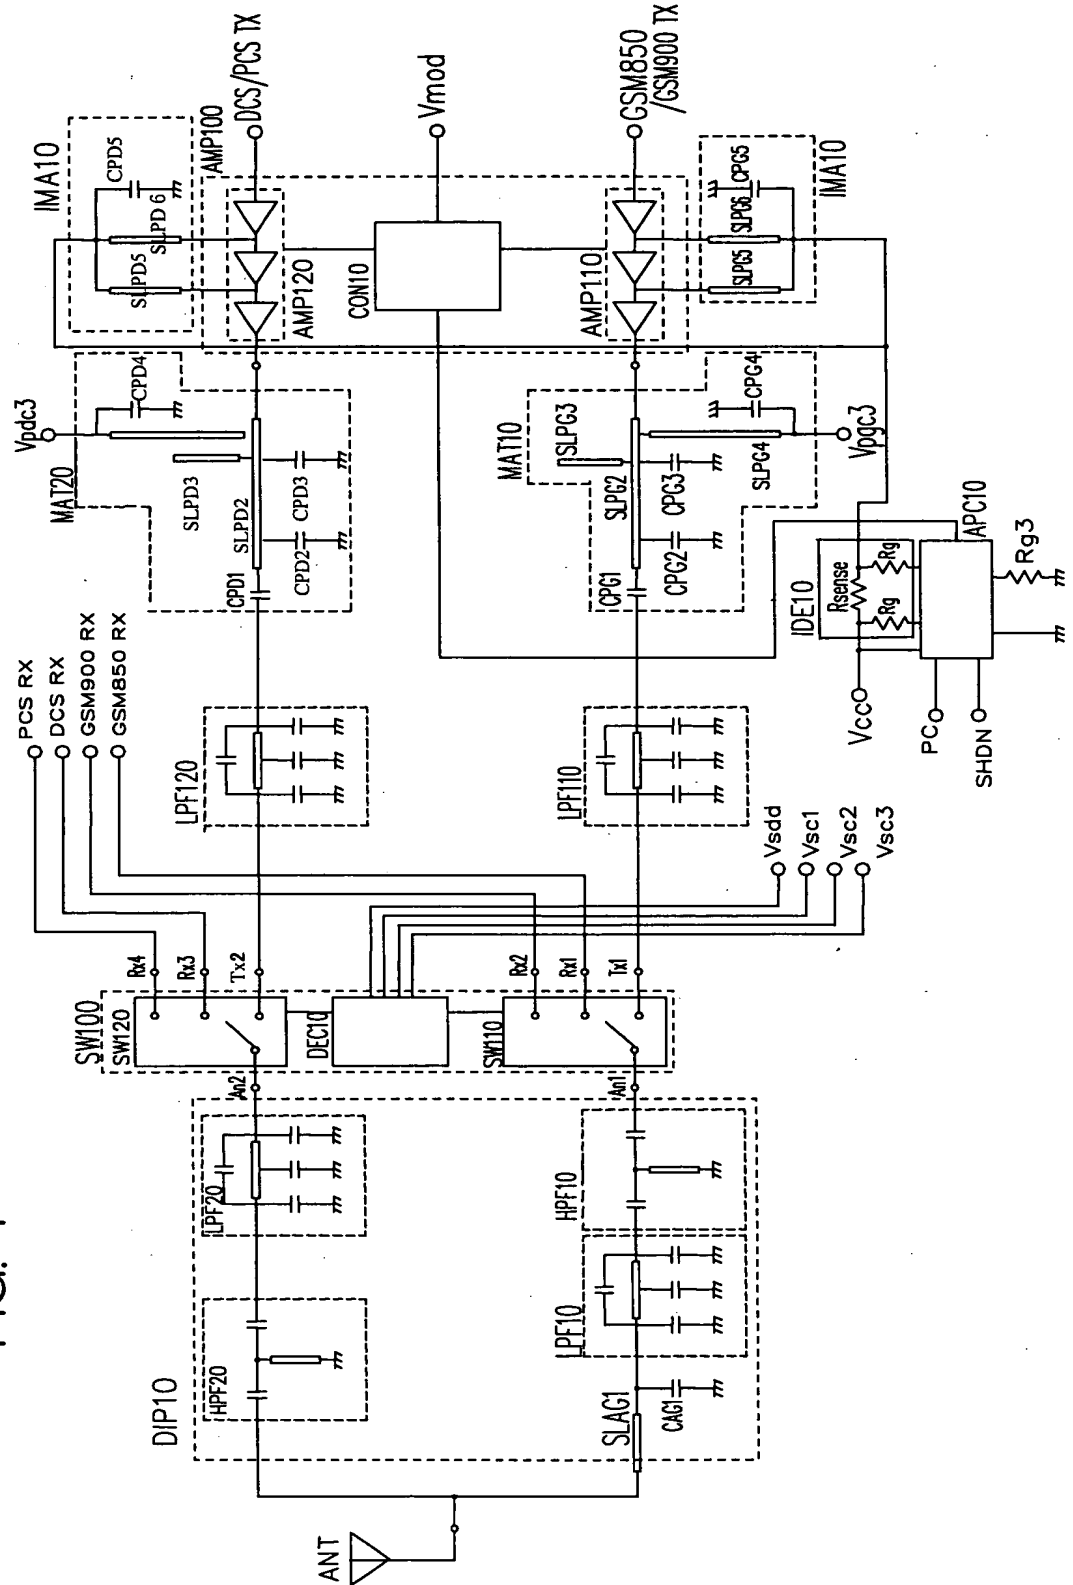 DCS/PCS TX
Vmod
GSM850
/GSM900 TX
IMA10
CPD5
SLPD 6
SLPD5
AMP100
AMP120
CON10
AMP110
SLPG5
SLPG6
CPG5
IMA10
Vpdc3
MAT20
CPD4
SLPD3
SLPD2
CPD3
CPD2
CPD1
MAT10
SLPG3
SLPG2
CPG1
CPG2
CPG3
SLPG4
CPG4
Vpgc3
APC10
IDE10
Rsense
Rg
Rg
Rg3
Vcc
PC
SHDN
PCS RX
DCS RX
GSM900 RX
GSM850 RX
LPF120
LPF110
Vsdd
Vsc1
Vsc2
Vsc3
SW100
SW120
DEC10
SW110
Rx4
Rx3
Tx2
Rx2
Rx1
Tx1
An2
An1
DIP10
LPF20
HPF20
HPF10
LPF10
SLAG1
CAG1
ANT